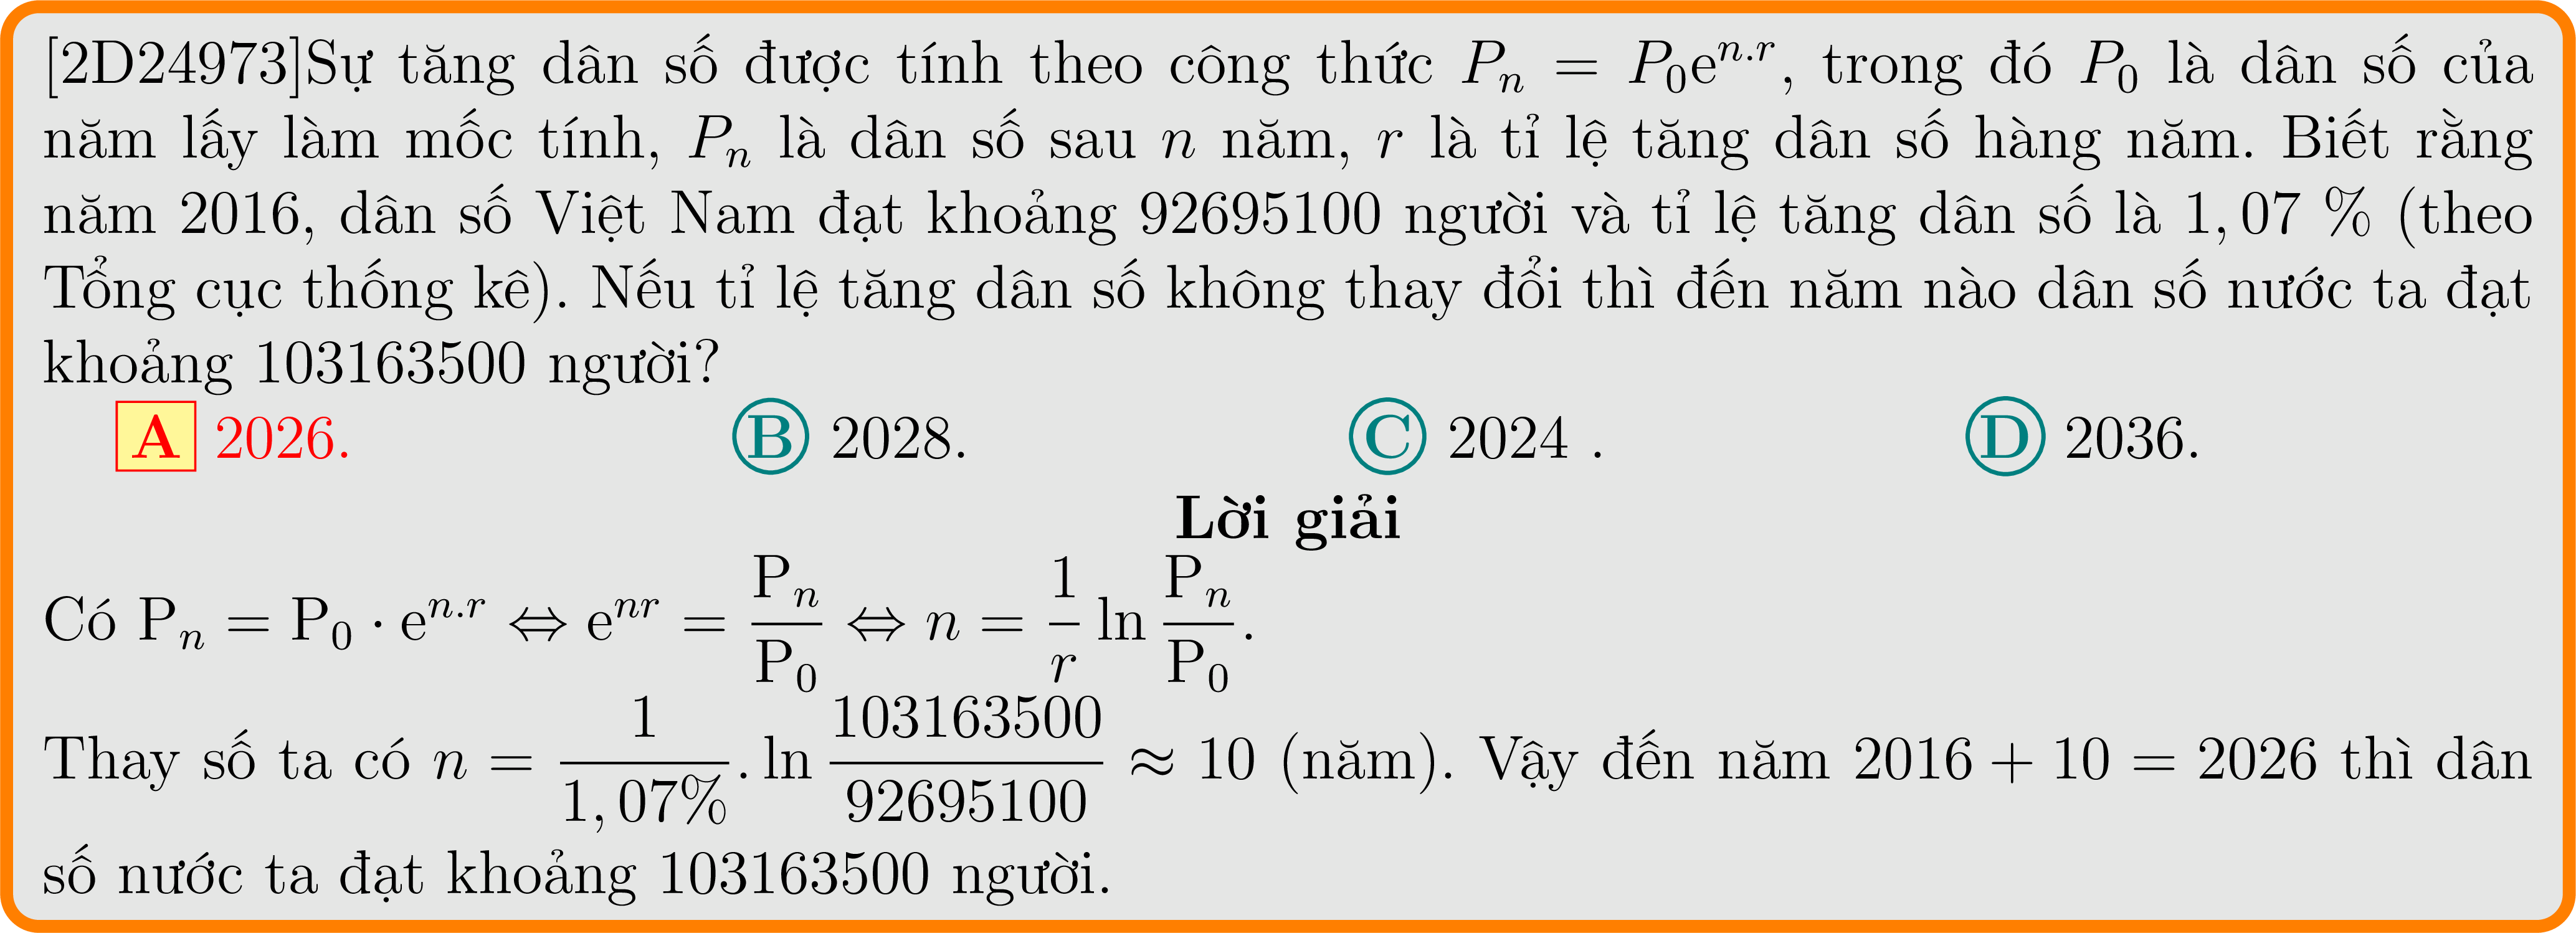 [2D24973]Sự tăng dân số được tính theo công thức $P_n = P_0 \mathrm{e}^{n.r}$, trong đó $P_0$ là dân số của
năm lấy làm mốc tính, $P_n$ là dân số sau $n$ năm, $r$ là tỉ lệ tăng dân số hàng năm. Biết rằng
năm 2016, dân số Việt Nam đạt khoảng 92695100 người và tỉ lệ tăng dân số là 1,07 % (theo
Tổng cục thống kê). Nếu tỉ lệ tăng dân số không thay đổi thì đến năm nào dân số nước ta đạt
khoảng 103163500 người?
A 2026. B 2028. C 2024 . D 2036.
Lời giải
Có $\mathrm{P}_n = \mathrm{P}_0 \cdot \mathrm{e}^{n.r} \Leftrightarrow \mathrm{e}^{nr} = \dfrac{\mathrm{P}_n}{\mathrm{P}_0} \Leftrightarrow n = \dfrac{1}{r} \ln \dfrac{\mathrm{P}_n}{\mathrm{P}_0}$.
Thay số ta có $n = \dfrac{1}{1,07\%} . \ln \dfrac{103163500}{92695100} \approx 10$ (năm). Vậy đến năm $2016 + 10 = 2026$ thì dân
số nước ta đạt khoảng 103163500 người.